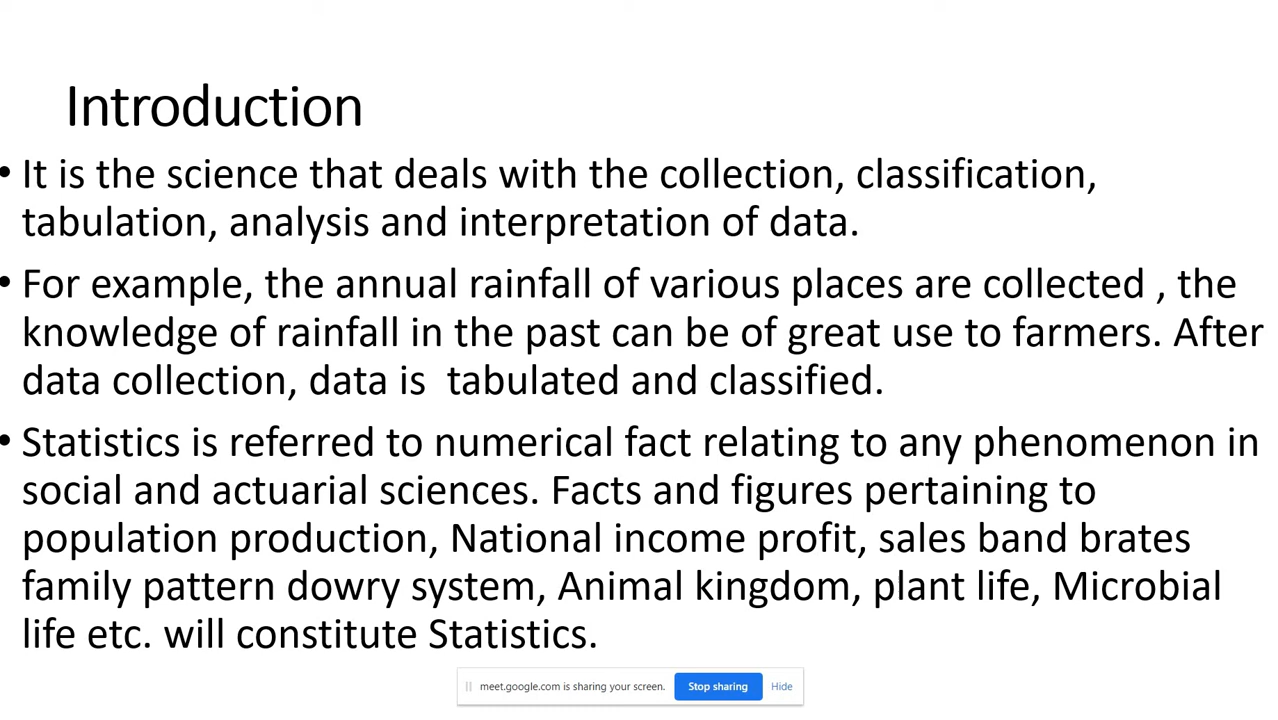 Introduction
• It is the science that deals with the collection, classification,
tabulation, analysis and interpretation of data.
• For example, the annual rainfall of various places are collected , the
knowledge of rainfall in the past can be of great use to farmers. After
data collection, data is  tabulated and classified.
• Statistics is referred to numerical fact relating to any phenomenon in
social and actuarial sciences. Facts and figures pertaining to
population production, National income profit, sales band brates
family pattern dowry system, Animal kingdom, plant life, Microbial
life etc. will constitute Statistics.
meet.google.com is sharing your screen. Stop sharing Hide